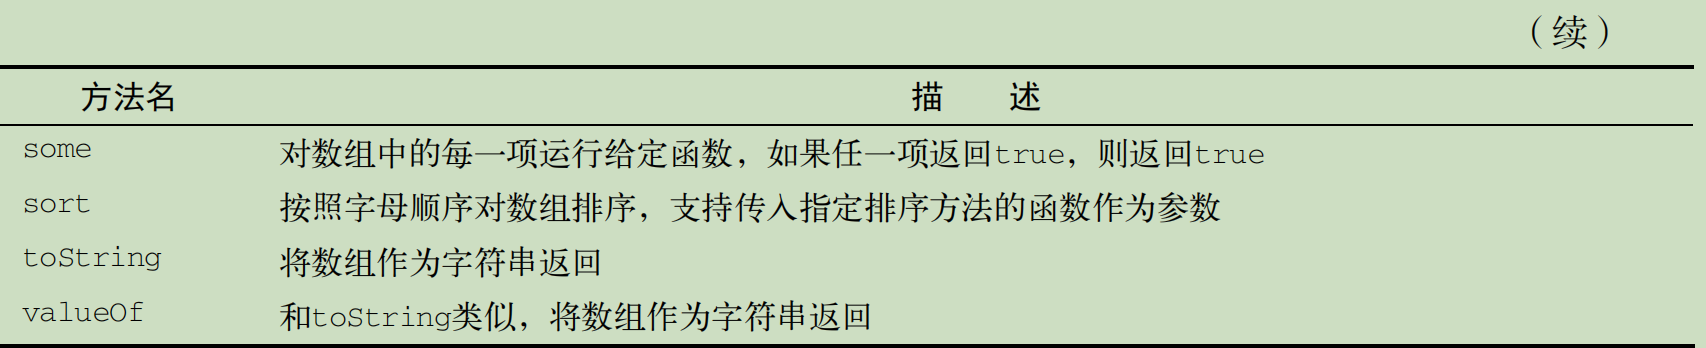 （续）
方法名 描 述
some 对数组中的每一项运行给定函数，如果任一项返回true，则返回true
sort 按照字母顺序对数组排序，支持传入指定排序方法的函数作为参数
toString 将数组作为字符串返回
valueOf 和toString类似，将数组作为字符串返回